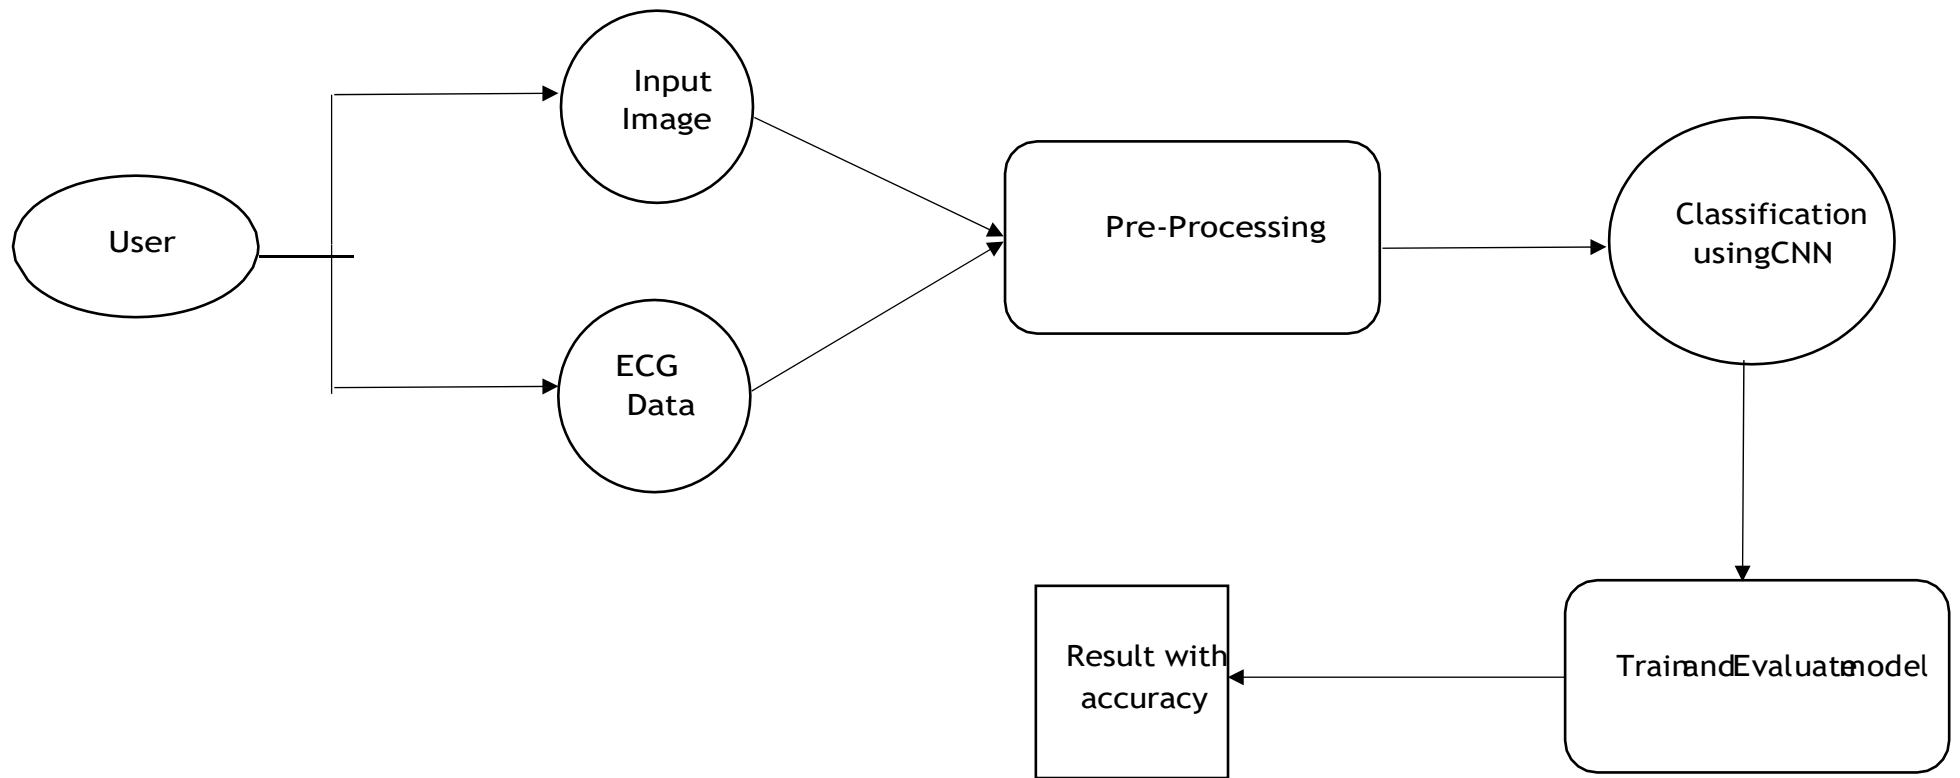 Input
Image
User
ECG
Data
Pre-Processing
Classification
usingCNN
TrainandEvaluatemodel
Result with
accuracy